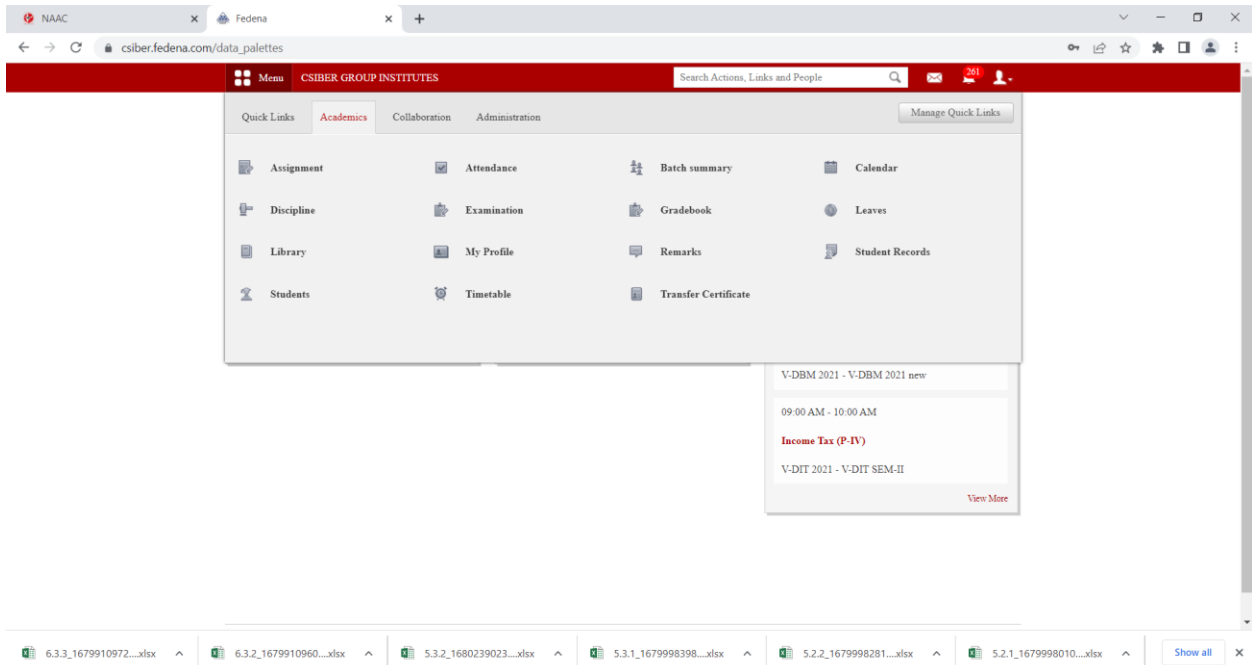 NAAC
Fedena
csiber.fedena.com/data_palettes
Menu CSIBER GROUP INSTITUTES Search Actions, Links and People 261
Quick Links Academics Collaboration Administration Manage Quick Links
Assignment Attendance Batch summary Calendar
Discipline Examination Gradebook Leaves
Library My Profile Remarks Student Records
Students Timetable Transfer Certificate
V-DBM 2021 - V-DBM 2021 new
09:00 AM - 10:00 AM
Income Tax (P-IV)
V-DIT 2021 - V-DIT SEM-II
View More
6.3.3_1679910972....xlsx 6.3.2_1679910960....xlsx 5.3.2_1680239023....xlsx 5.3.1_1679998398....xlsx 5.2.2_1679998281....xlsx 5.2.1_1679998010....xlsx Show all